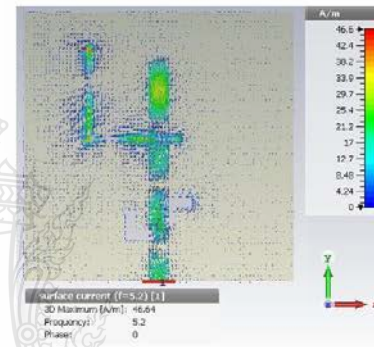 A/m
46.6
42.4
38.2
33.9
29.7
25.4
21.2
17
12.7
8.48
4.24
0
y
1
surface current (f=5.2) [1]
3D Maximum [A/m]: 46.64
Frequency: 5.2
Phase: 0